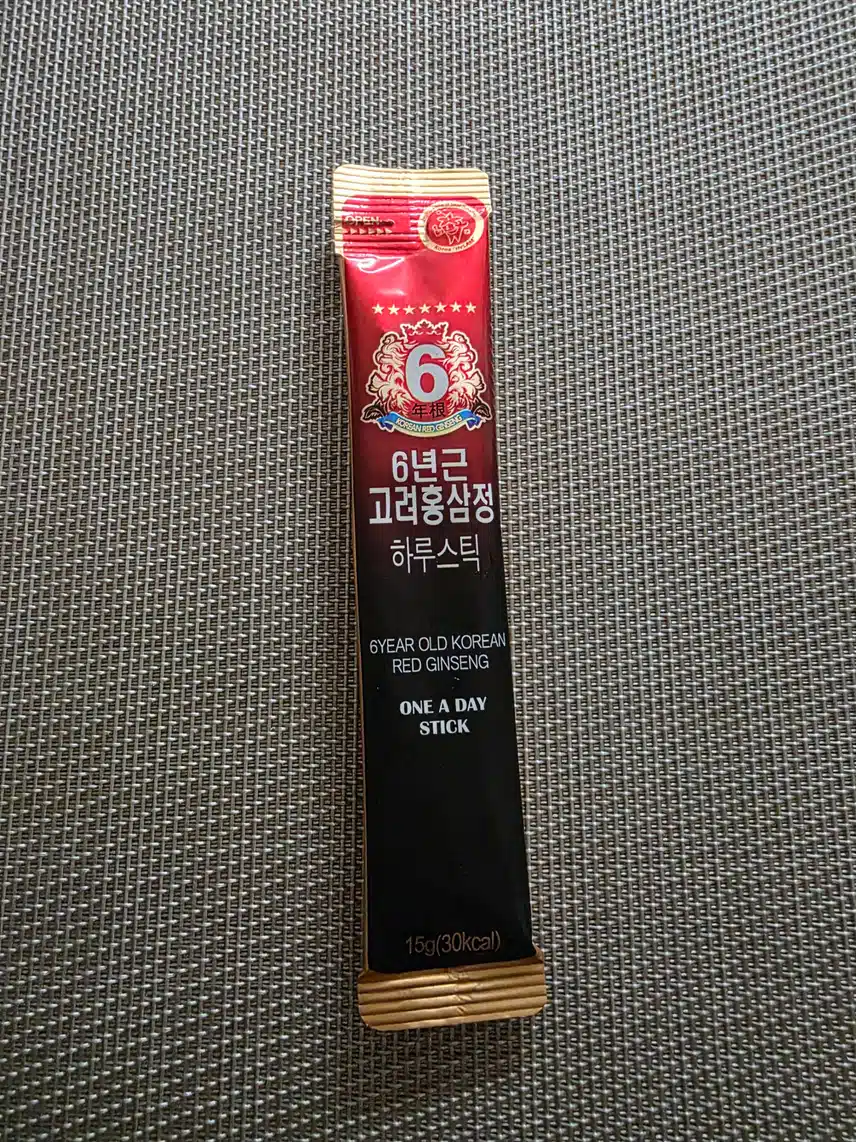 OPEN
6
年根
KOREAN RED GINSENG
6년근
고려홍삼정
하루스틱
6YEAR OLD KOREAN
RED GINSENG
ONE A DAY
STICK
15g(30kcal)